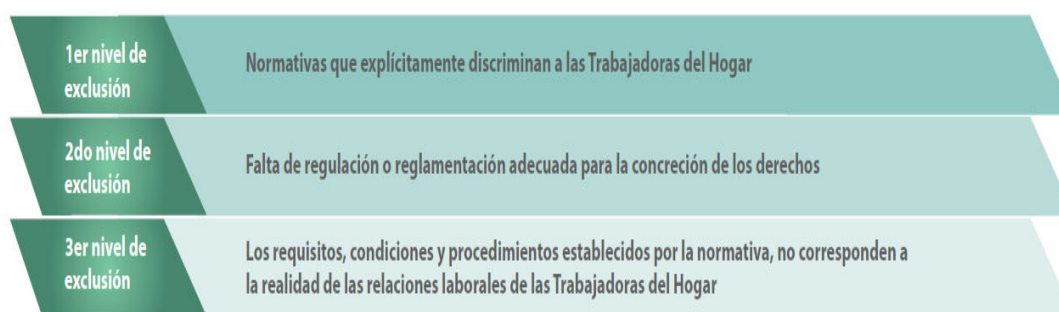 1er nivel de
exclusión
Normativas que explícitamente discriminan a las Trabajadoras del Hogar
2do nivel de
exclusión
Falta de regulación o reglamentación adecuada para la concreción de los derechos
3er nivel de
exclusión
Los requisitos, condiciones y procedimientos establecidos por la normativa, no corresponden a
la realidad de las relaciones laborales de las Trabajadoras del Hogar